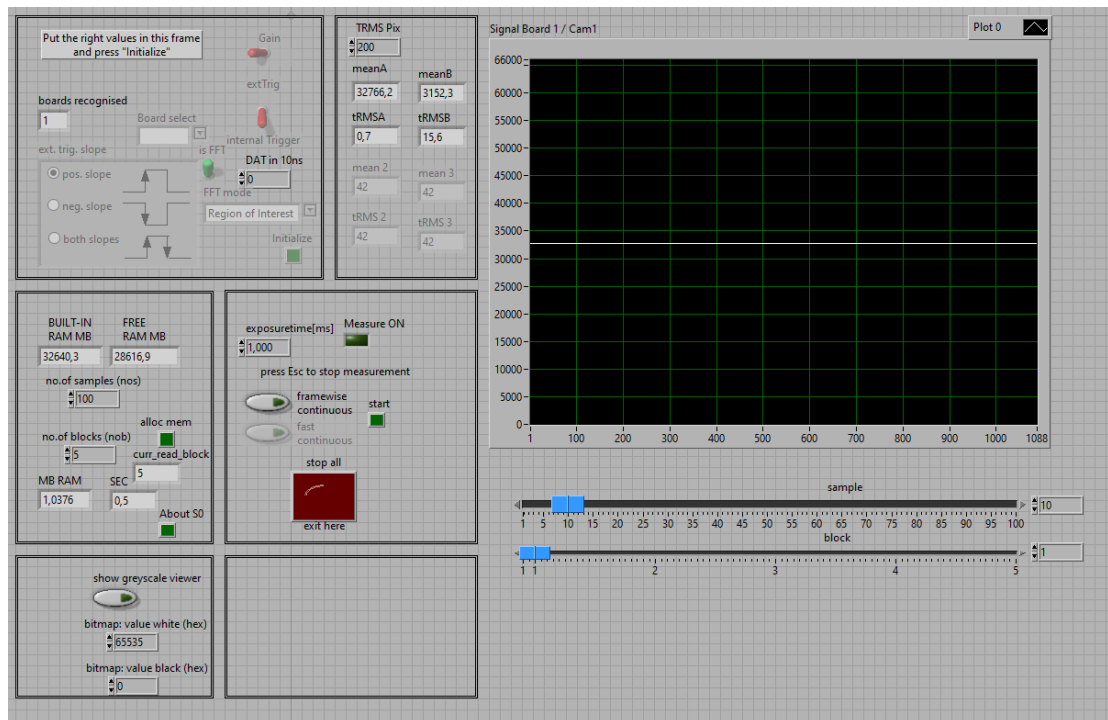 Put the right values in this frame
and press "Initialize"
Gain
extTrig
boards recognised
1
Board select
internal Trigger
ext. trig. slope
is FFT
DAT in 10ns
0
pos. slope
FFT mode
neg. slope
Region of Interest
both slopes
Initialize
TRMS Pix
200
meanA
meanB
32766,2
3152,3
tRMSA
tRMSB
0,7
15,6
mean 2
mean 3
42
42
tRMS 2
tRMS 3
42
42
Signal Board 1 / Cam1
Plot 0
66000
60000
55000
50000
45000
40000
35000
30000
25000
20000
15000
10000
5000
0
1 100 200 300 400 500 600 700 800 900 1000 1088
BUILT-IN
RAM MB
FREE
RAM MB
32640,3
28616,9
no.of samples (nos)
100
alloc mem
no.of blocks (nob)
5
curr_read_block
5
MB RAM
SEC
1,0376
0,5
About S0
exposuretime[ms]
Measure ON
1,000
press Esc to stop measurement
framewise
continuous
start
fast
continuous
stop all
exit here
sample
10
1 5 10 15 20 25 30 35 40 45 50 55 60 65 70 75 80 85 90 95 100
block
1
1 1 2 3 4 5
show greyscale viewer
bitmap: value white (hex)
65535
bitmap: value black (hex)
0